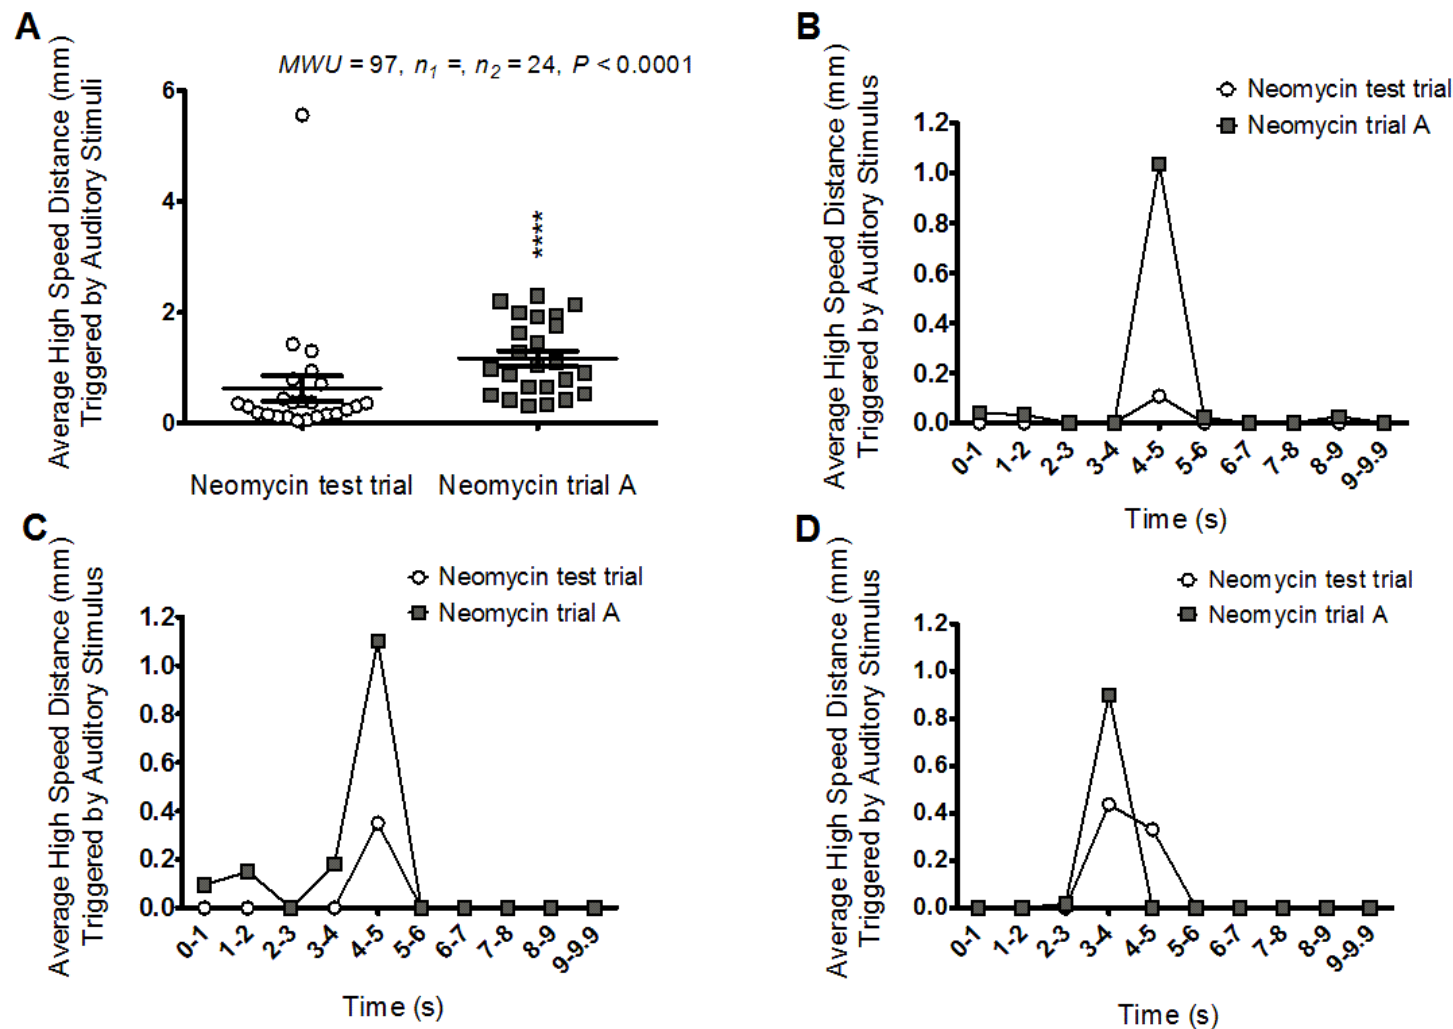 A
MWU = 97, n1 =, n2 = 24, P < 0.0001
Average High Speed Distance (mm)
Triggered by Auditory Stimuli
6
4
2
0
****
Neomycin test trial
Neomycin trial A
B
Neomycin test trial
Neomycin trial A
Average High Speed Distance (mm)
Triggered by Auditory Stimulus
1.2
1.0
0.8
0.6
0.4
0.2
0.0
0-1
1-2
2-3
3-4
4-5
5-6
6-7
7-8
8-9
9-9.9
Time (s)
C
Neomycin test trial
Neomycin trial A
Average High Speed Distance (mm)
Triggered by Auditory Stimulus
1.2
1.0
0.8
0.6
0.4
0.2
0.0
0-1
1-2
2-3
3-4
4-5
5-6
6-7
7-8
8-9
9-9.9
Time (s)
D
Neomycin test trial
Neomycin trial A
Average High Speed Distance (mm)
Triggered by Auditory Stimulus
1.2
1.0
0.8
0.6
0.4
0.2
0.0
0-1
1-2
2-3
3-4
4-5
5-6
6-7
7-8
8-9
9-9.9
Time (s)